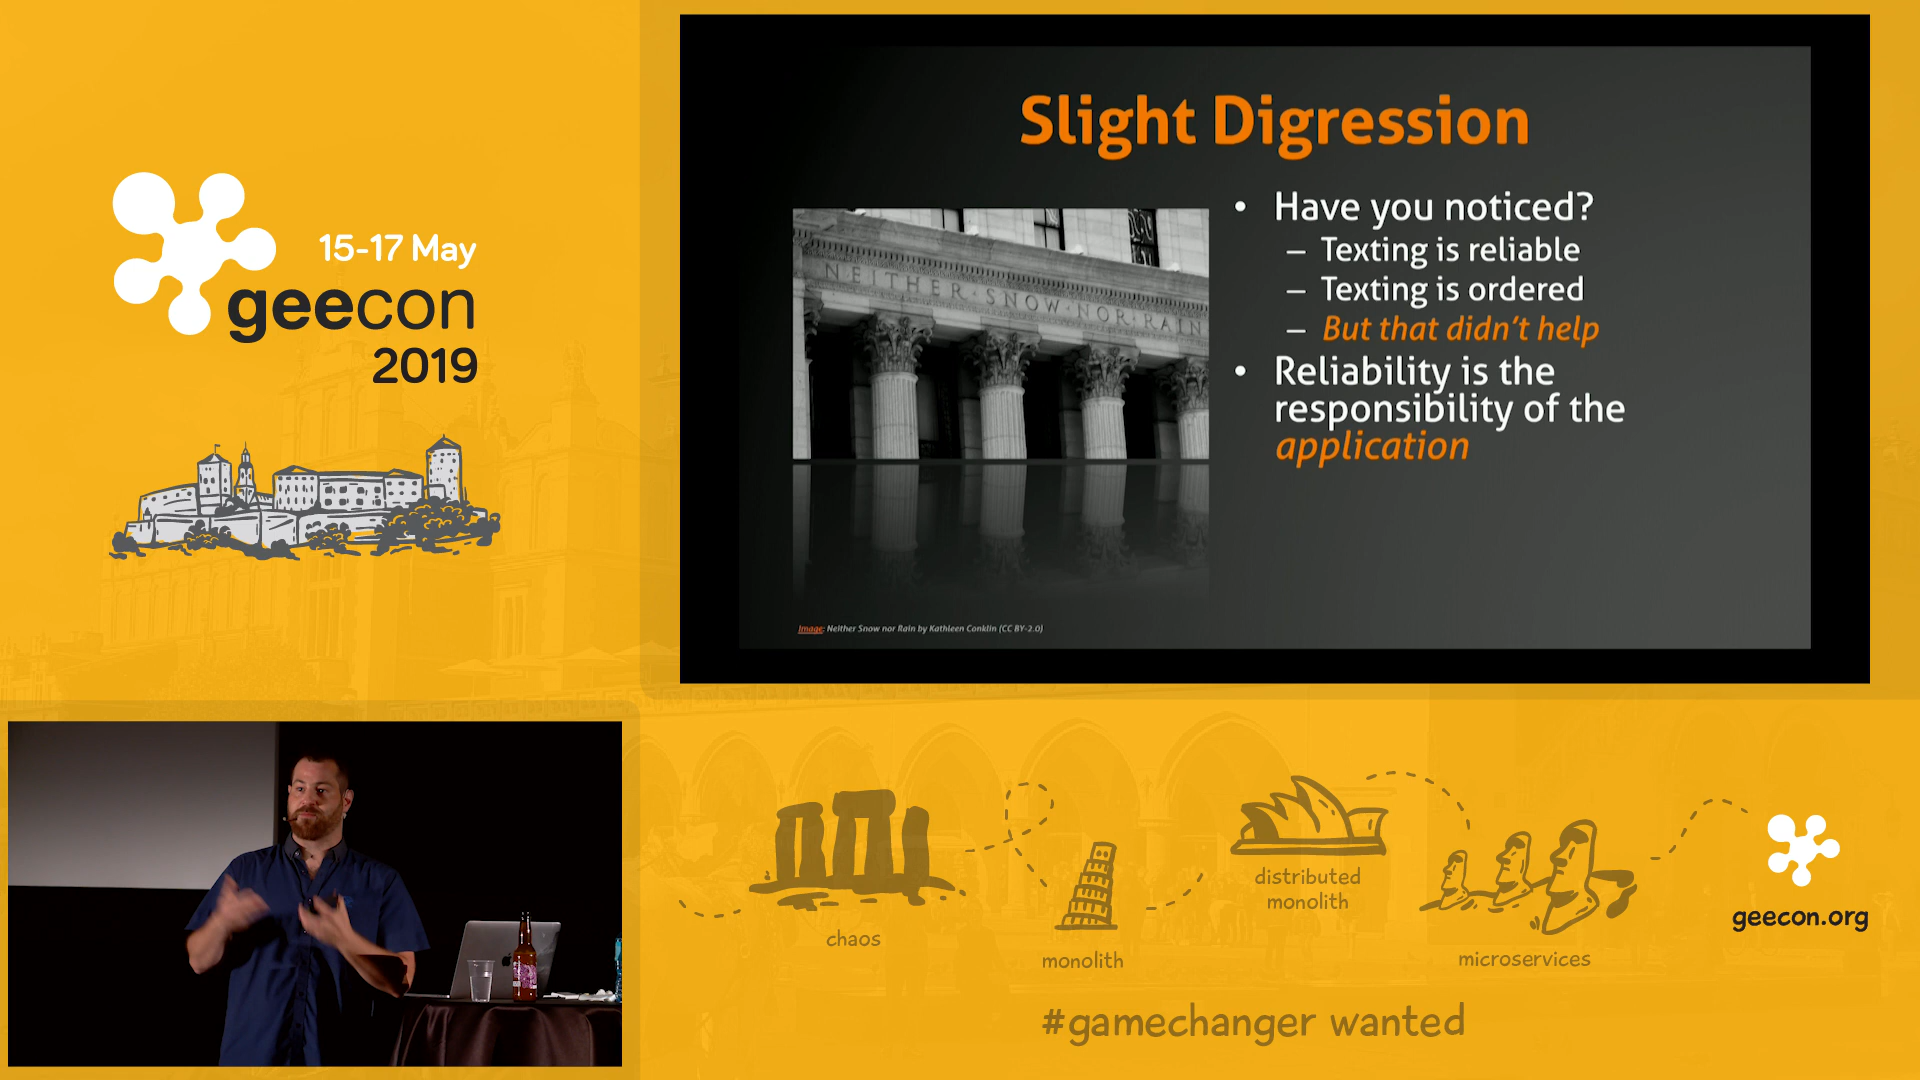 15-17 May
geecon
2019
Slight Digression
NEITHER·SNOW·NOR·RAIN
• Have you noticed?
– Texting is reliable
– Texting is ordered
– But that didn't help
• Reliability is the
responsibility of the
application
Image: Neither Snow nor Rain by Kathleen Conklin (CC BY-2.0)
chaos
monolith
distributed
monolith
microservices
geecon.org
#gamechanger wanted